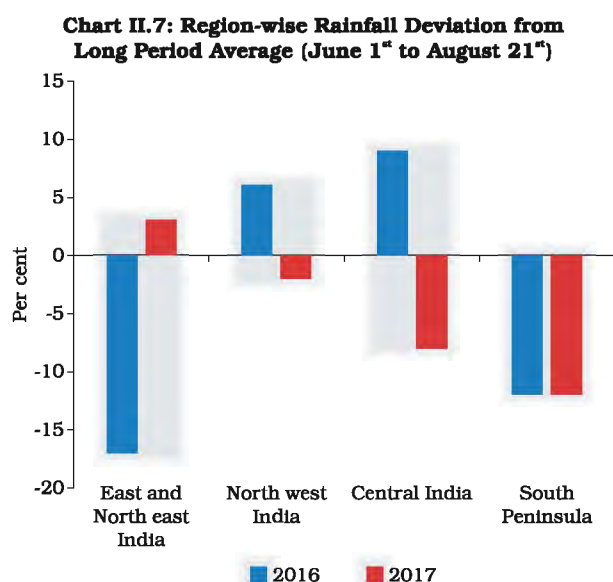 Chart II.7: Region-wise Rainfall Deviation from
Long Period Average (June 1st to August 21st)
15
10
5
0
-5
-10
-15
-20
Per cent
East and
North east
India
North west
India
Central India
South
Peninsula
2016
2017